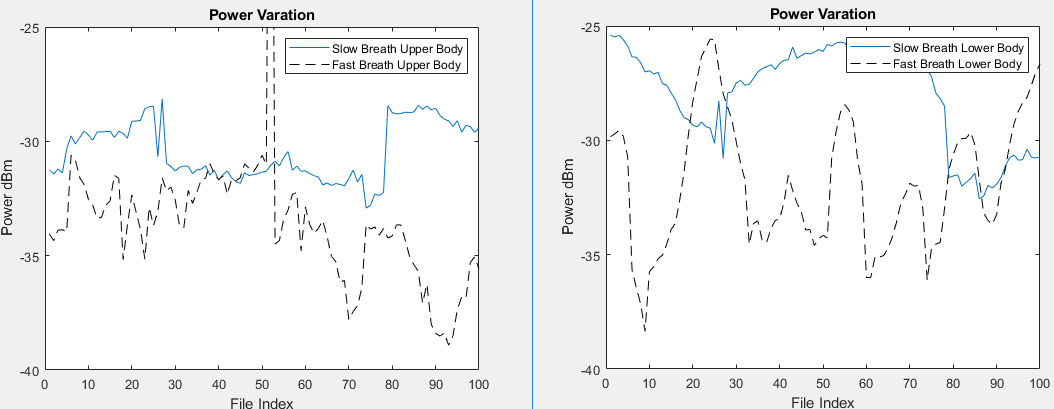 Power Varation
Slow Breath Upper Body
Fast Breath Upper Body
-25
-30
-35
-40
Power dBm
0 10 20 30 40 50 60 70 80 90 100
File Index
Power Varation
Slow Breath Lower Body
Fast Breath Lower Body
-25
-30
-35
-40
Power dBm
0 10 20 30 40 50 60 70 80 90 100
File Index